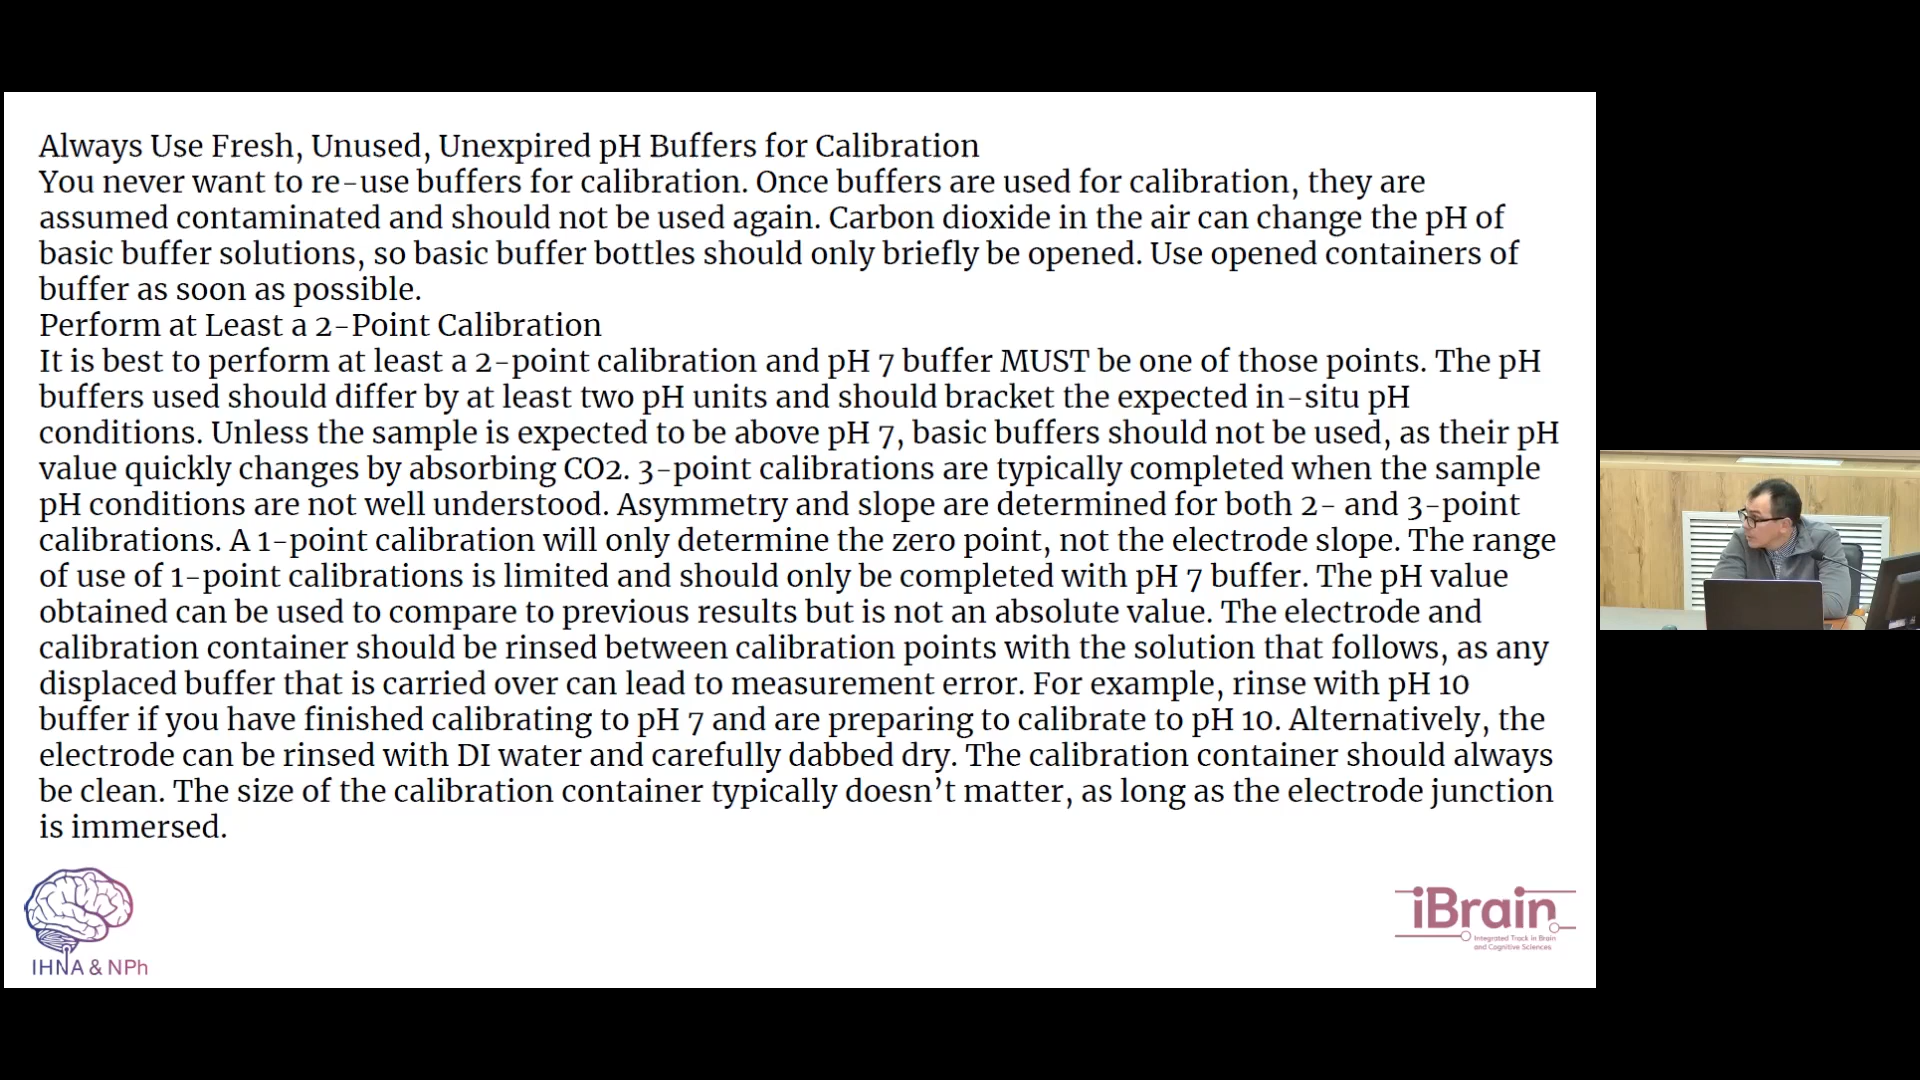 Always Use Fresh, Unused, Unexpired pH Buffers for Calibration
You never want to re-use buffers for calibration. Once buffers are used for calibration, they are
assumed contaminated and should not be used again. Carbon dioxide in the air can change the pH of
basic buffer solutions, so basic buffer bottles should only briefly be opened. Use opened containers of
buffer as soon as possible.
Perform at Least a 2-Point Calibration
It is best to perform at least a 2-point calibration and pH 7 buffer MUST be one of those points. The pH
buffers used should differ by at least two pH units and should bracket the expected in-situ pH
conditions. Unless the sample is expected to be above pH 7, basic buffers should not be used, as their pH
value quickly changes by absorbing CO2. 3-point calibrations are typically completed when the sample
pH conditions are not well understood. Asymmetry and slope are determined for both 2- and 3-point
calibrations. A 1-point calibration will only determine the zero point, not the electrode slope. The range
of use of 1-point calibrations is limited and should only be completed with pH 7 buffer. The pH value
obtained can be used to compare to previous results but is not an absolute value. The electrode and
calibration container should be rinsed between calibration points with the solution that follows, as any
displaced buffer that is carried over can lead to measurement error. For example, rinse with pH 10
buffer if you have finished calibrating to pH 7 and are preparing to calibrate to pH 10. Alternatively, the
electrode can be rinsed with DI water and carefully dabbed dry. The calibration container should always
be clean. The size of the calibration container typically doesn’t matter, as long as the electrode junction
is immersed.
IHNA & NPh
iBrain
Integrated Track in Brain
and Cognitive Sciences